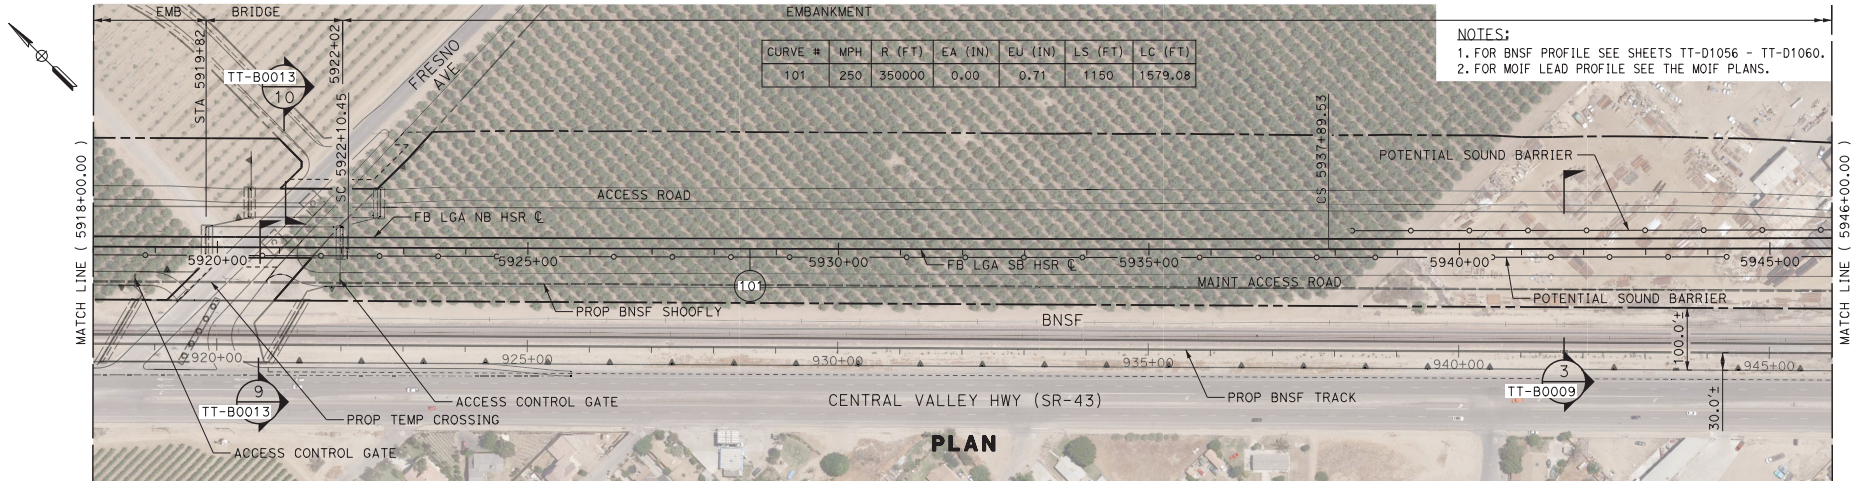 EMB
BRIDGE
EMBANKMENT
STA 5919+82
5922+02
FRESNO
AVE
CURVE # MPH R (FT) EA (IN) EU (IN) LS (FT) LC (FT)
101 250 350000 0.00 0.71 1150 1579.08
NOTES:
1. FOR BNSF PROFILE SEE SHEETS TT-D1056 - TT-D1060.
2. FOR MOIF LEAD PROFILE SEE THE MOIF PLANS.
TT-B0013
10
SC 5922+10.45
CS 5937+89.53
MATCH LINE ( 5918+00.00 )
MATCH LINE ( 5946+00.00 )
POTENTIAL SOUND BARRIER
ACCESS ROAD
FB LGA NB HSR ℄
5920+00
5925+00
5930+00
FB LGA SB HSR ℄
5935+00
5940+00
5945+00
101
MAINT ACCESS ROAD
POTENTIAL SOUND BARRIER
PROP BNSF SHOOFLY
BNSF
100.0'±
920+00
925+00
930+00
935+00
940+00
945+00
9
TT-B0013
3
TT-B0009
30.0'±
ACCESS CONTROL GATE
CENTRAL VALLEY HWY (SR-43)
PROP BNSF TRACK
PROP TEMP CROSSING
ACCESS CONTROL GATE
PLAN